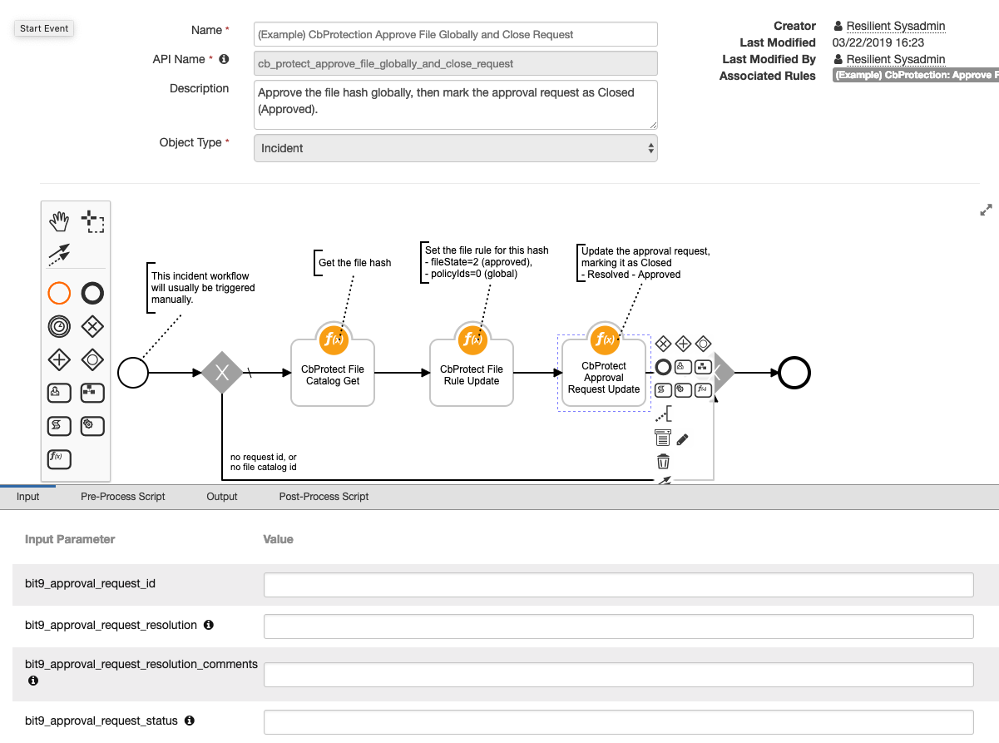 Start Event
Name *
(Example) CbProtection Approve File Globally and Close Request
API Name *
cb_protect_approve_file_globally_and_close_request
Description
Approve the file hash globally, then mark the approval request as Closed
(Approved).
Object Type *
Incident
Creator Resilient Sysadmin
Last Modified 03/22/2019 16:23
Last Modified By Resilient Sysadmin
Associated Rules (Example) CbProtection: Approve F
This incident workflow
will usually be triggered
manually.
Get the file hash
Set the file rule for this hash
- fileState=2 (approved),
- policyIds=0 (global)
Update the approval request,
marking it as Closed
- Resolved - Approved
X
f(x)
CbProtect File
Catalog Get
f(x)
CbProtect File
Rule Update
f(x)
CbProtect
Approval
Request Update
f(x)
f(x)
no request id, or
no file catalog id
Input Pre-Process Script Output Post-Process Script
Input Parameter Value
bit9_approval_request_id
bit9_approval_request_resolution
bit9_approval_request_resolution_comments
bit9_approval_request_status